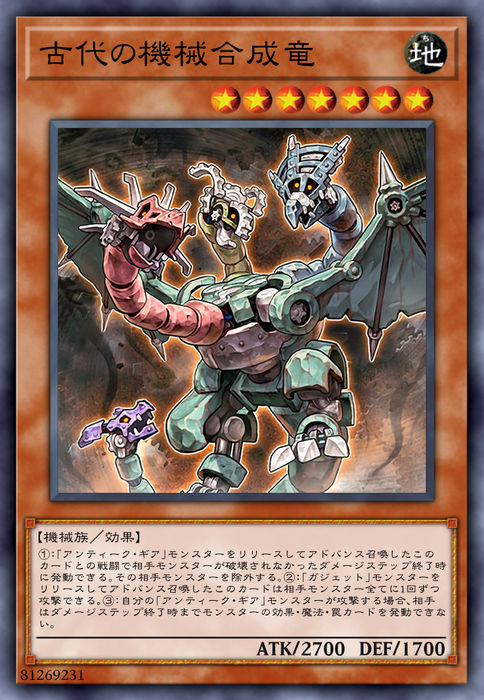 古代の機械合成竜
ち
地
【機械族／効果】
①:「アンティーク・ギア」モンスターをリリースしてアドバンス召喚したこの
カードとの戦闘で相手モンスターが破壊されなかったダメージステップ終了時
に発動できる。その相手モンスターを除外する。②:「ガジェット」モンスターを
リリースしてアドバンス召喚したこのカードは相手モンスター全てに1回ずつ
攻撃できる。③:自分の「アンティーク・ギア」モンスターが攻撃する場合、相手
はダメージステップ終了時までモンスターの効果・魔法・罠カードを発動できな
い。
ATK/2700 DEF/1700
81269231